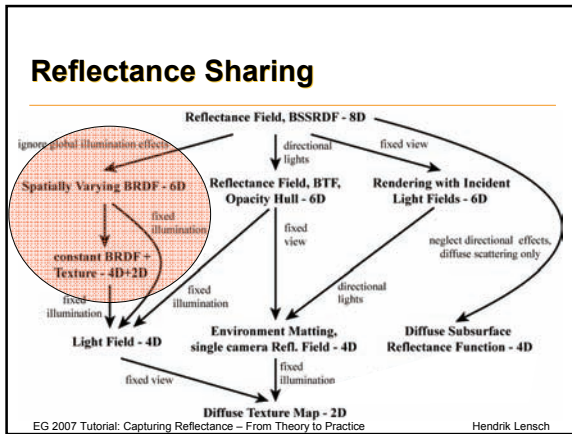 Reflectance Sharing
Reflectance Field, BSSRDF - 8D
ignore global illumination effects
directional
lights
fixed view
Spatially Varying BRDF - 6D
Reflectance Field, BTF,
Opacity Hull - 6D
Rendering with Incident
Light Fields - 6D
fixed
illumination
fixed
view
neglect directional effects,
diffuse scattering only
constant BRDF +
Texture - 4D+2D
fixed
illumination
fixed
illumination
directional
lights
Light Field - 4D
Environment Matting,
single camera Refl. Field - 4D
Diffuse Subsurface
Reflectance Function - 4D
fixed view
fixed
illumination
Diffuse Texture Map - 2D
EG 2007 Tutorial: Capturing Reflectance – From Theory to Practice
Hendrik Lensch